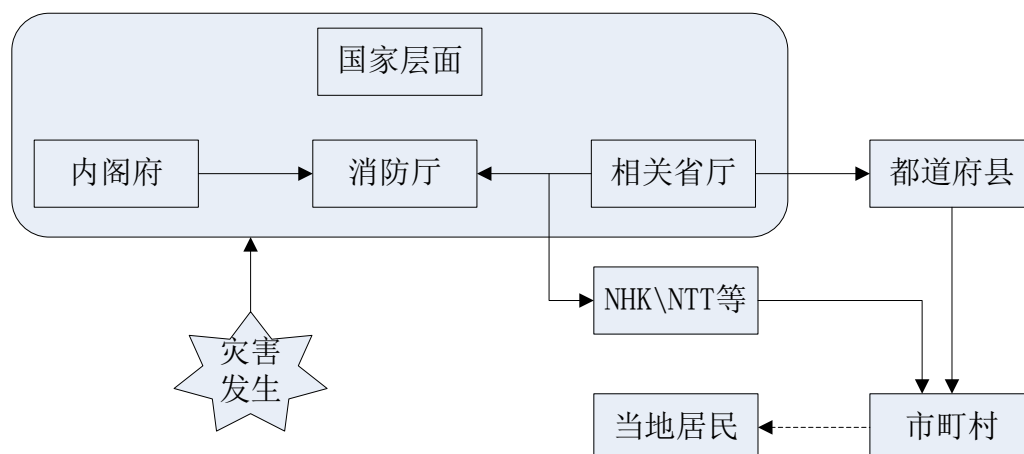 国家层面
内阁府
消防厅
相关省厅
都道府县
NHK\NTT等
灾害
发生
当地居民
市町村